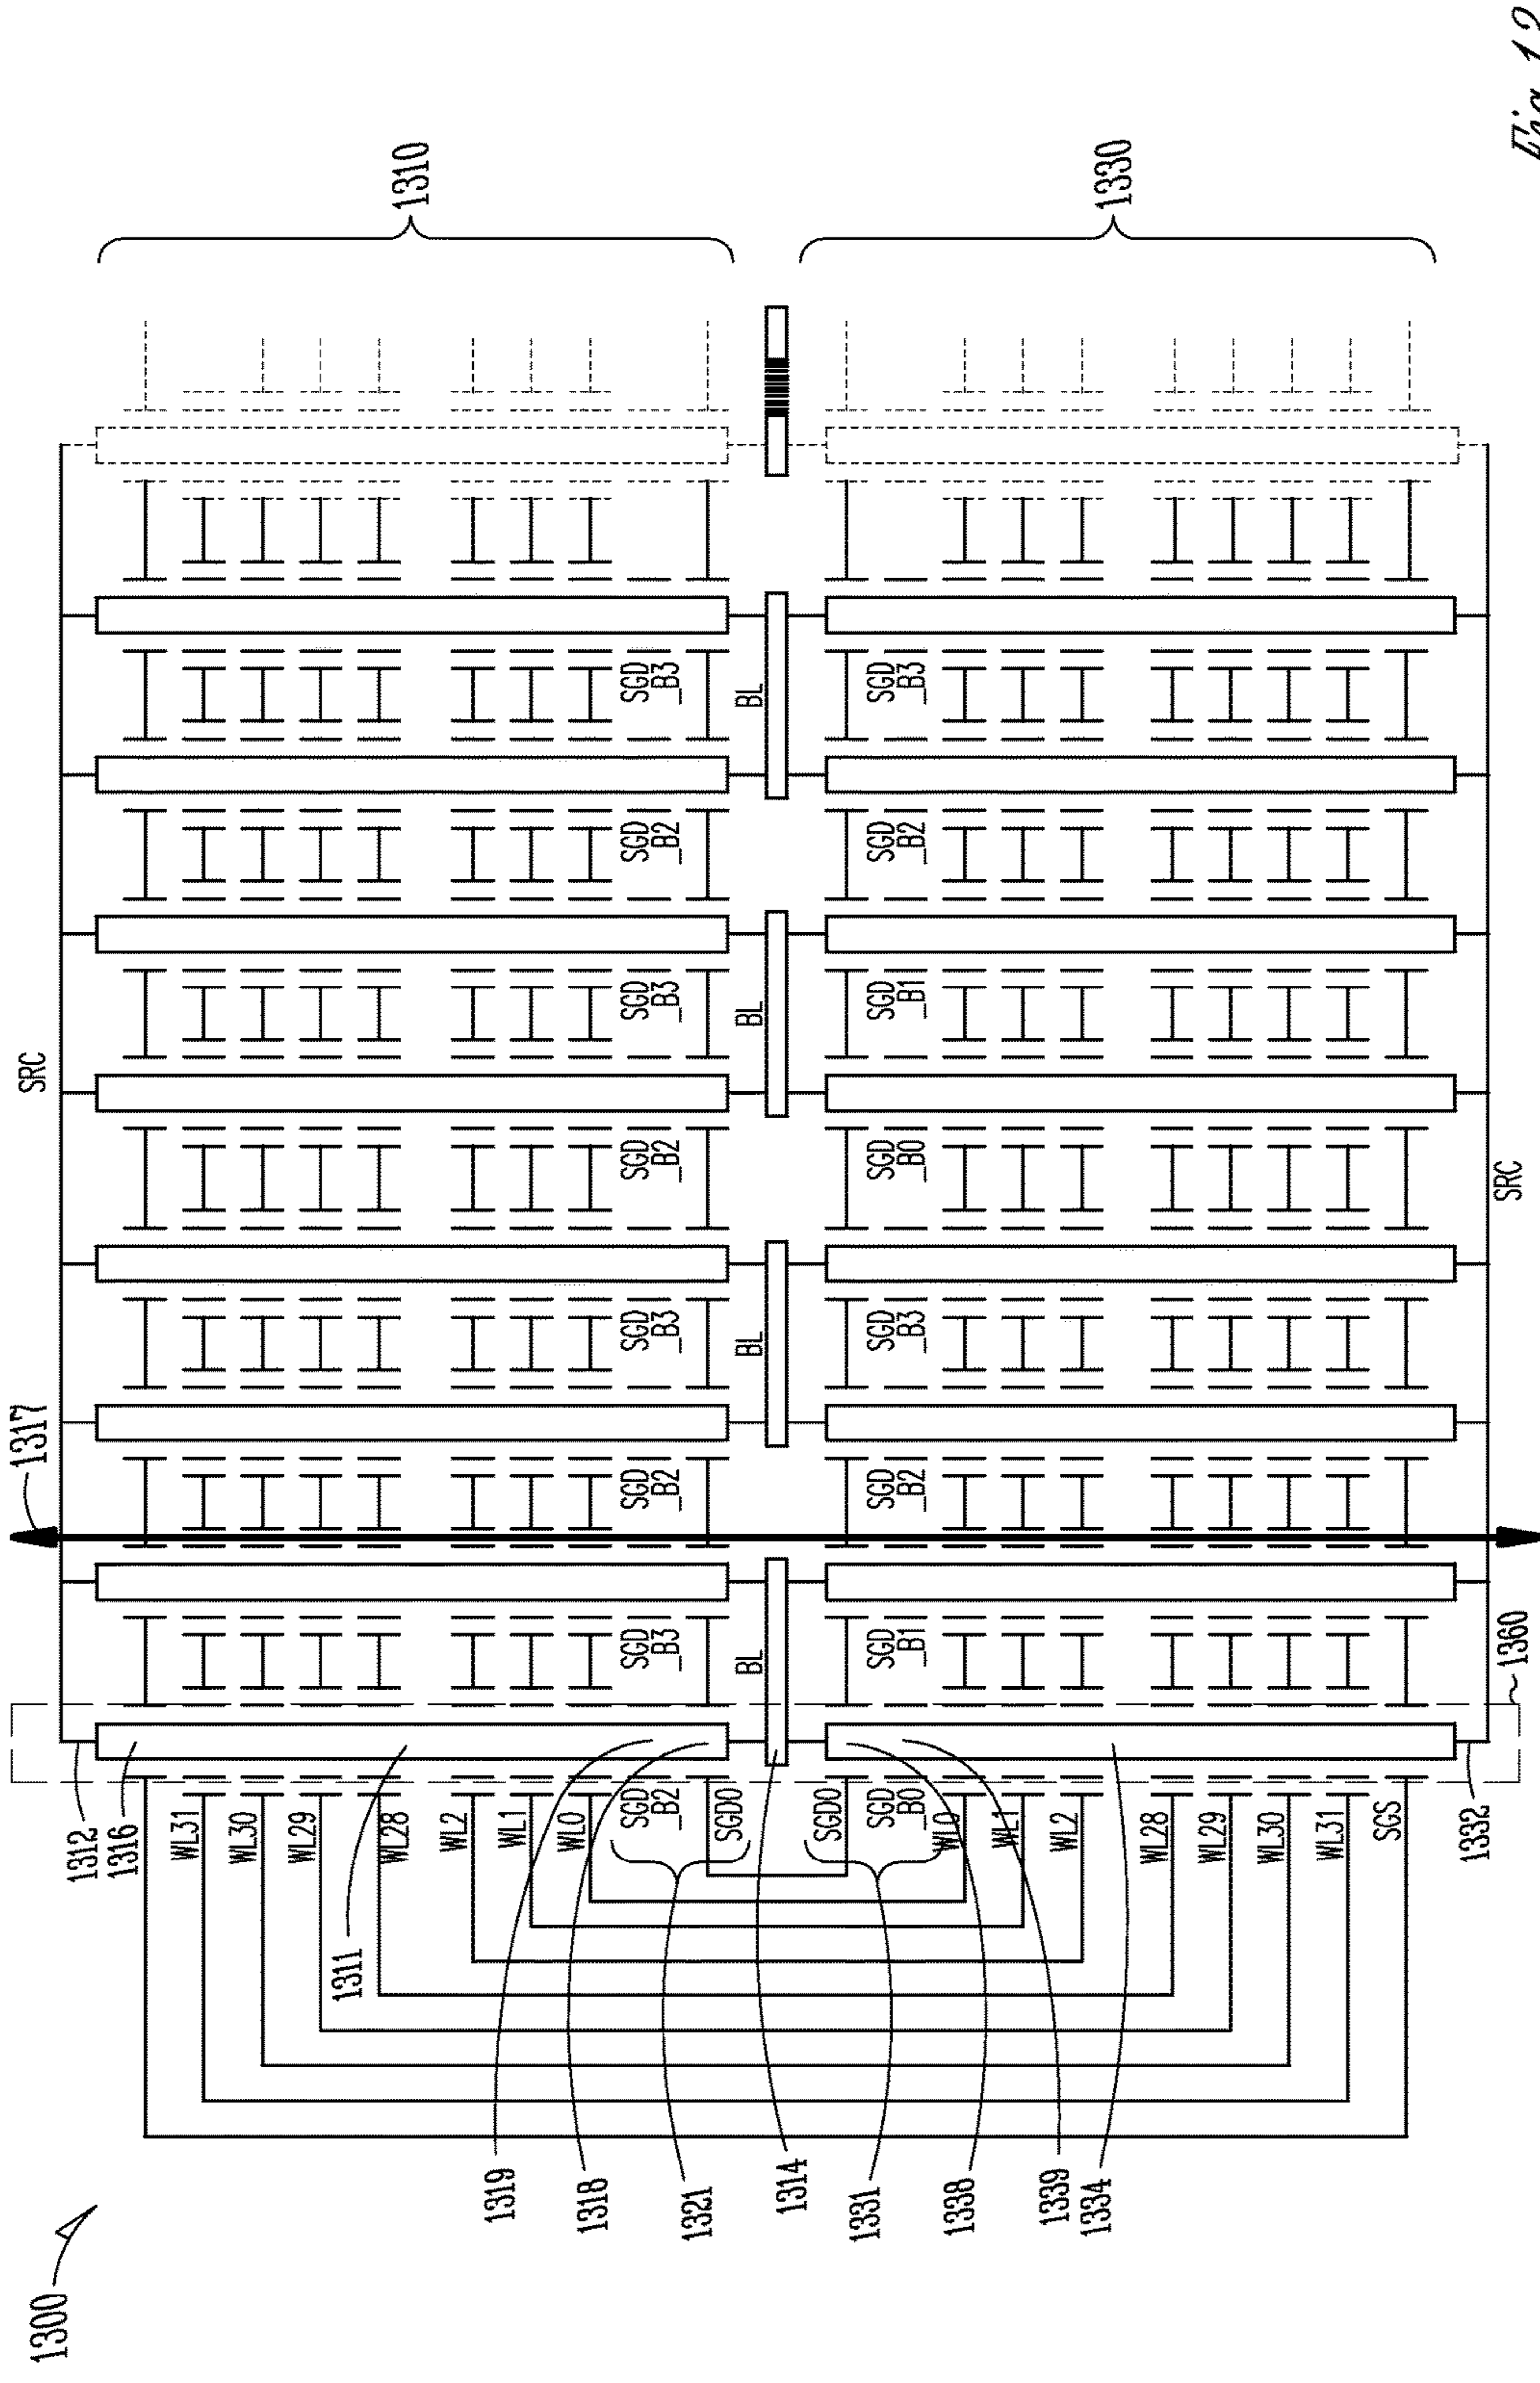 1300
1317
SRC
1312
1316
WL31
WL30
WL29
1311
WL28
1310
WL2
1319
WL1
WL0
1318
SGD SGD SGD SGD SGD SGD SGD SGD
_B2 _B3 _B2 _B3 _B2 _B3 _B2 _B3
1321
SGD0
BL BL BL BL
1314
SGD0
1331
SGD SGD SGD SGD SGD SGD SGD SGD
_B0 _B1 _B2 _B3 _B0 _B1 _B2 _B3
WL0
1338
WL1
1339
WL2
1334
1330
WL28
WL29
WL30
WL31
SGS
1332
1360
SRC
Fig.